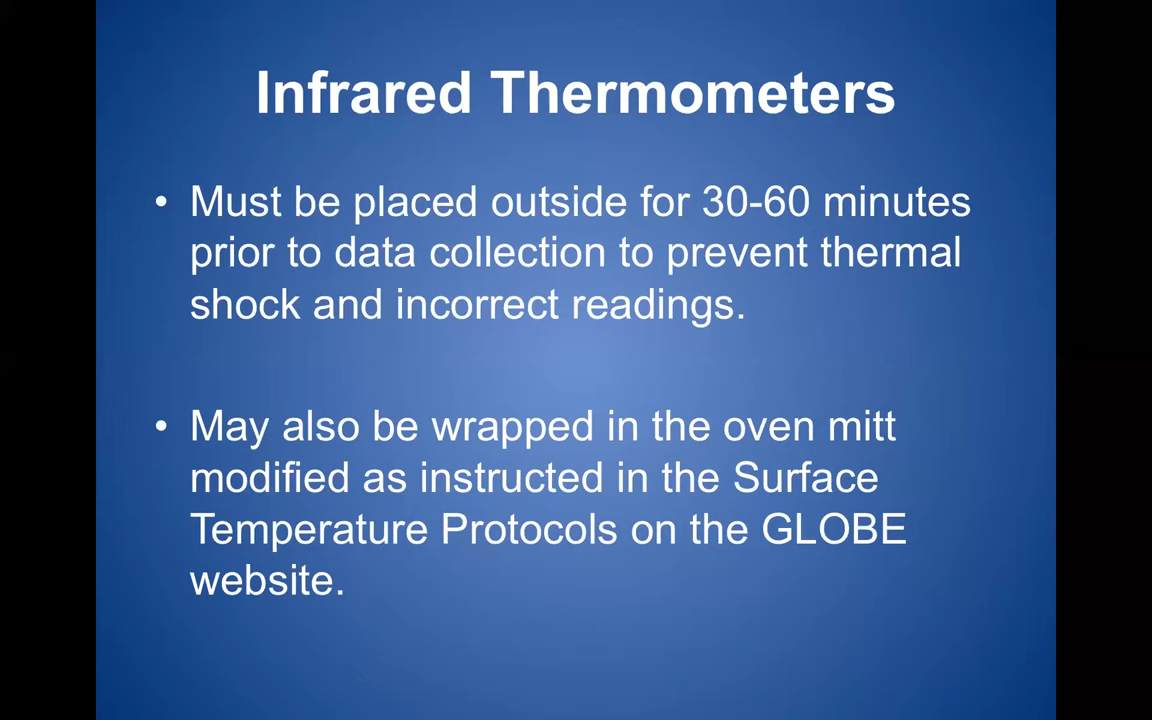 Infrared Thermometers
• Must be placed outside for 30-60 minutes
prior to data collection to prevent thermal
shock and incorrect readings.
• May also be wrapped in the oven mitt
modified as instructed in the Surface
Temperature Protocols on the GLOBE
website.